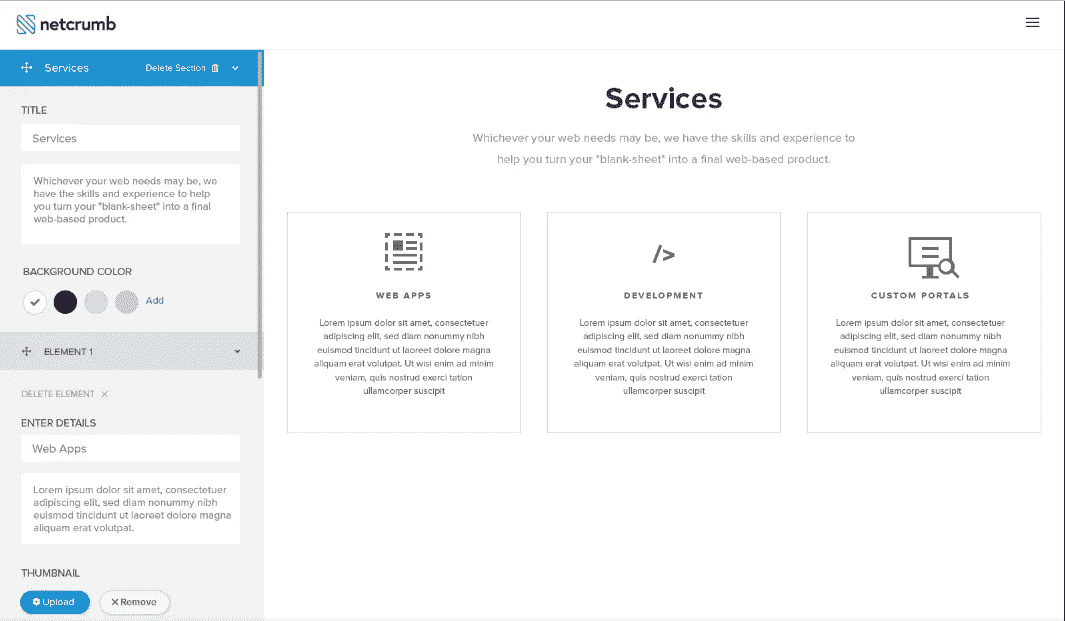 netcrumb
Services
Delete Section
TITLE
Services
Whichever your web needs may be, we
have the skills and experience to help
you turn your "blank-sheet" into a final
web-based product.
BACKGROUND COLOR
Add
ELEMENT 1
DELETE ELEMENT
ENTER DETAILS
Web Apps
Lorem ipsum dolor sit amet, consectetuer
adipiscing elit, sed diam nonummy nibh
euismod tincidunt ut laoreet dolore magna
aliquam erat volutpat.
THUMBNAIL
Upload
Remove
Services
Whichever your web needs may be, we have the skills and experience to
help you turn your "blank-sheet" into a final web-based product.
WEB APPS
Lorem ipsum dolor sit amet, consectetuer
adipiscing elit, sed diam nonummy nibh
euismod tincidunt ut laoreet dolore magna
aliquam erat volutpat. Ut wisi enim ad minim
veniam, quis nostrud exerci tation
ullamcorper suscipit
/>
DEVELOPMENT
Lorem ipsum dolor sit amet, consectetuer
adipiscing elit, sed diam nonummy nibh
euismod tincidunt ut laoreet dolore magna
aliquam erat volutpat. Ut wisi enim ad minim
veniam, quis nostrud exerci tation
ullamcorper suscipit
CUSTOM PORTALS
Lorem ipsum dolor sit amet, consectetuer
adipiscing elit, sed diam nonummy nibh
euismod tincidunt ut laoreet dolore magna
aliquam erat volutpat. Ut wisi enim ad minim
veniam, quis nostrud exerci tation
ullamcorper suscipit